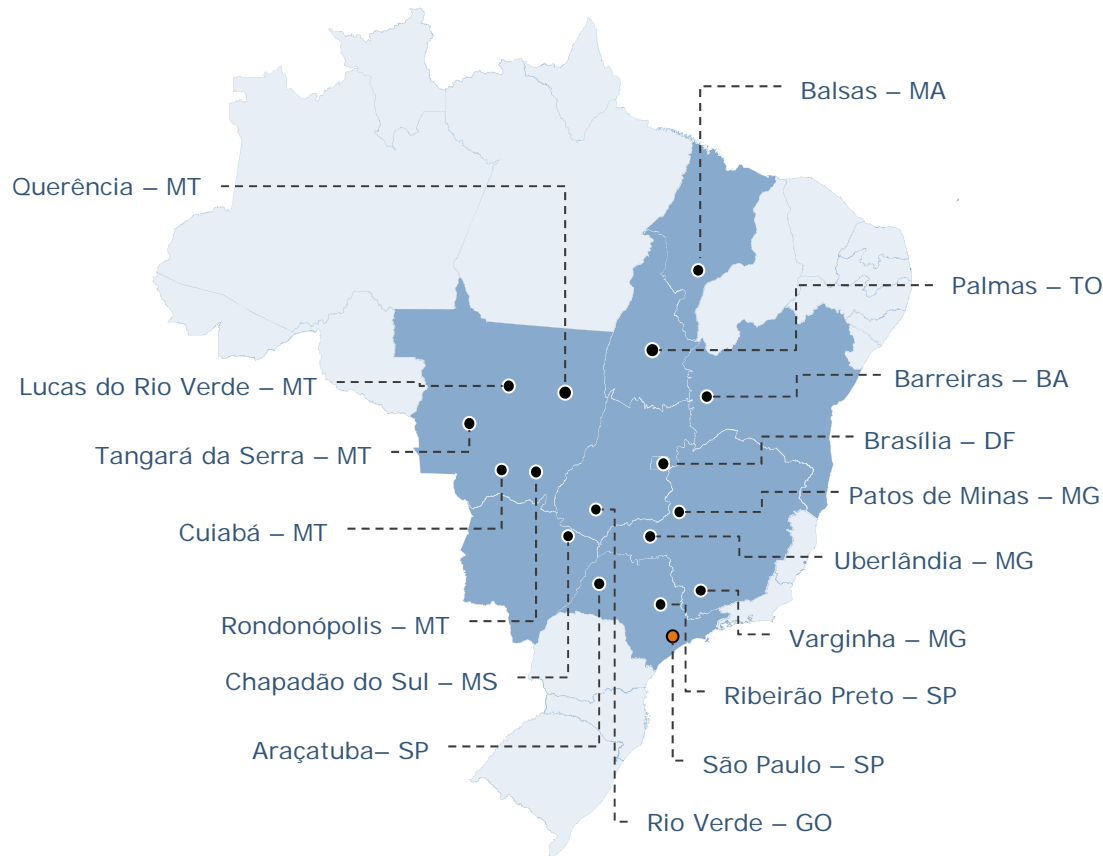 Balsas – MA
Querência – MT
Palmas – TO
Barreiras – BA
Lucas do Rio Verde – MT
Brasília – DF
Tangará da Serra – MT
Patos de Minas – MG
Cuiabá – MT
Uberlândia – MG
Rondonópolis – MT
Varginha – MG
Chapadão do Sul – MS
Ribeirão Preto – SP
Araçatuba– SP
São Paulo – SP
Rio Verde – GO